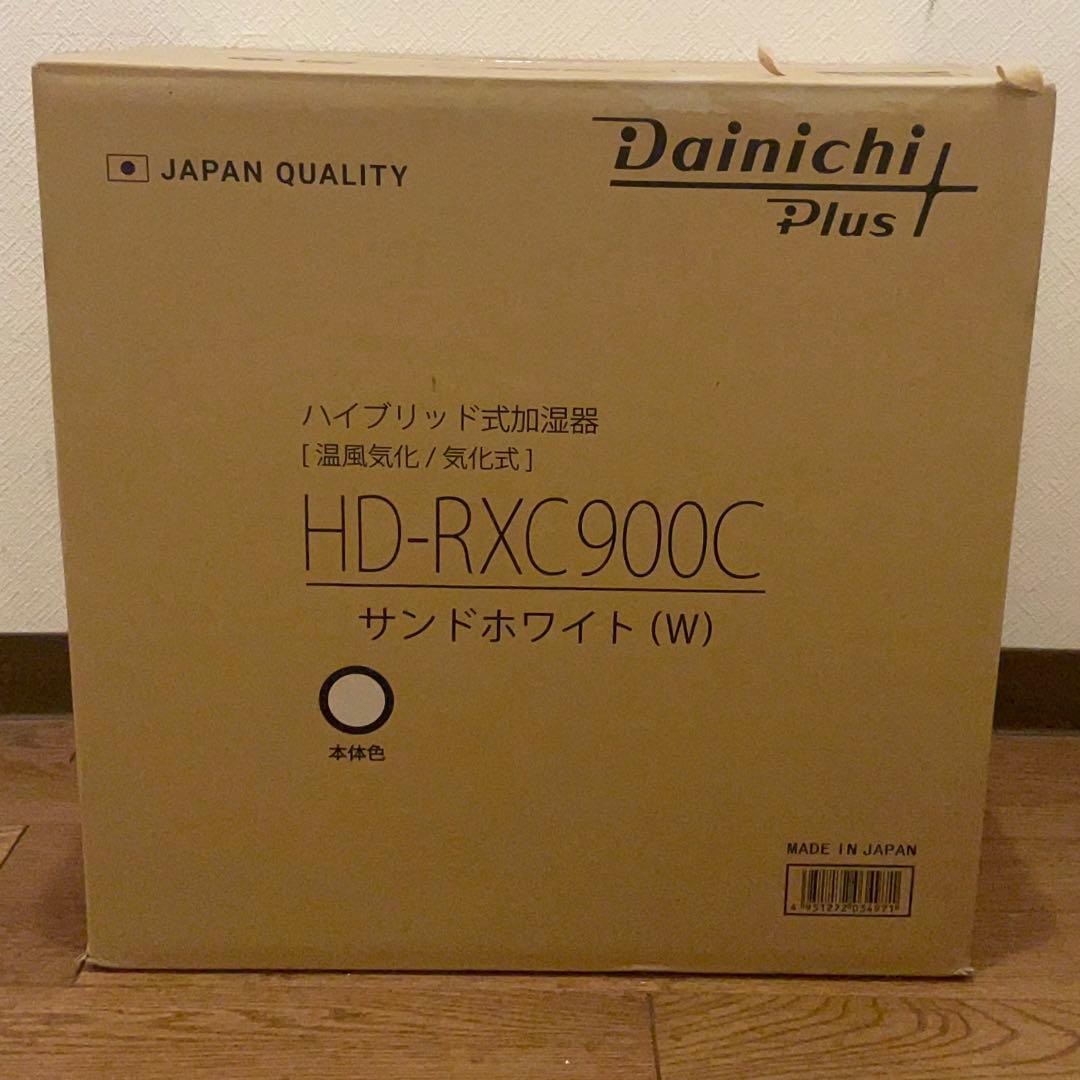 JAPAN QUALITY
Dainichi
Plus
ハイブリッド式加湿器
[温風気化/気化式]
HD-RXC900C
サンドホワイト(W)
本体色
MADE IN JAPAN
4951272034971